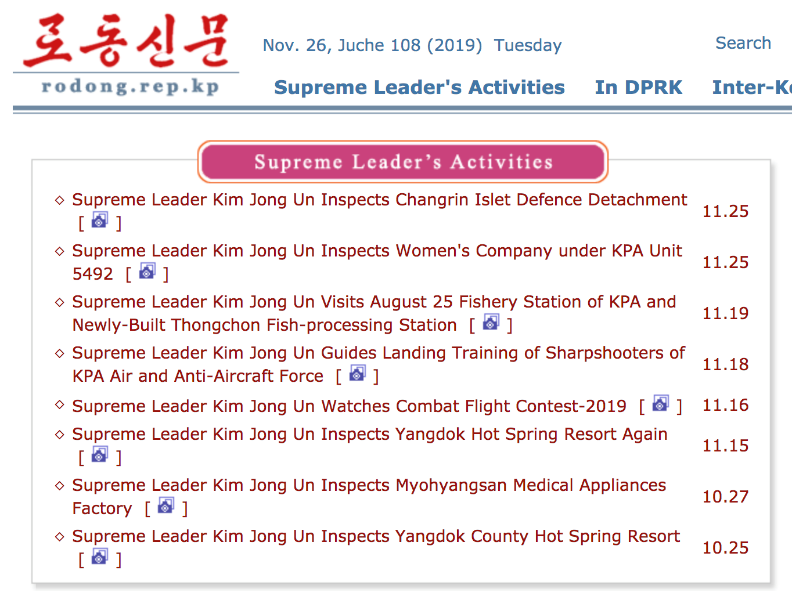 로동신문
rodong.rep.kp
Nov. 26, Juche 108 (2019) Tuesday
Search
Supreme Leader's Activities
In DPRK
Inter-K
Supreme Leader's Activities
Supreme Leader Kim Jong Un Inspects Changrin Islet Defence Detachment
[ ]
11.25
Supreme Leader Kim Jong Un Inspects Women's Company under KPA Unit
5492 [ ]
11.25
Supreme Leader Kim Jong Un Visits August 25 Fishery Station of KPA and
Newly-Built Thongchon Fish-processing Station [ ]
11.19
Supreme Leader Kim Jong Un Guides Landing Training of Sharpshooters of
KPA Air and Anti-Aircraft Force [ ]
11.18
Supreme Leader Kim Jong Un Watches Combat Flight Contest-2019 [ ]
11.16
Supreme Leader Kim Jong Un Inspects Yangdok Hot Spring Resort Again
[ ]
11.15
Supreme Leader Kim Jong Un Inspects Myohyangsan Medical Appliances
Factory [ ]
10.27
Supreme Leader Kim Jong Un Inspects Yangdok County Hot Spring Resort
[ ]
10.25